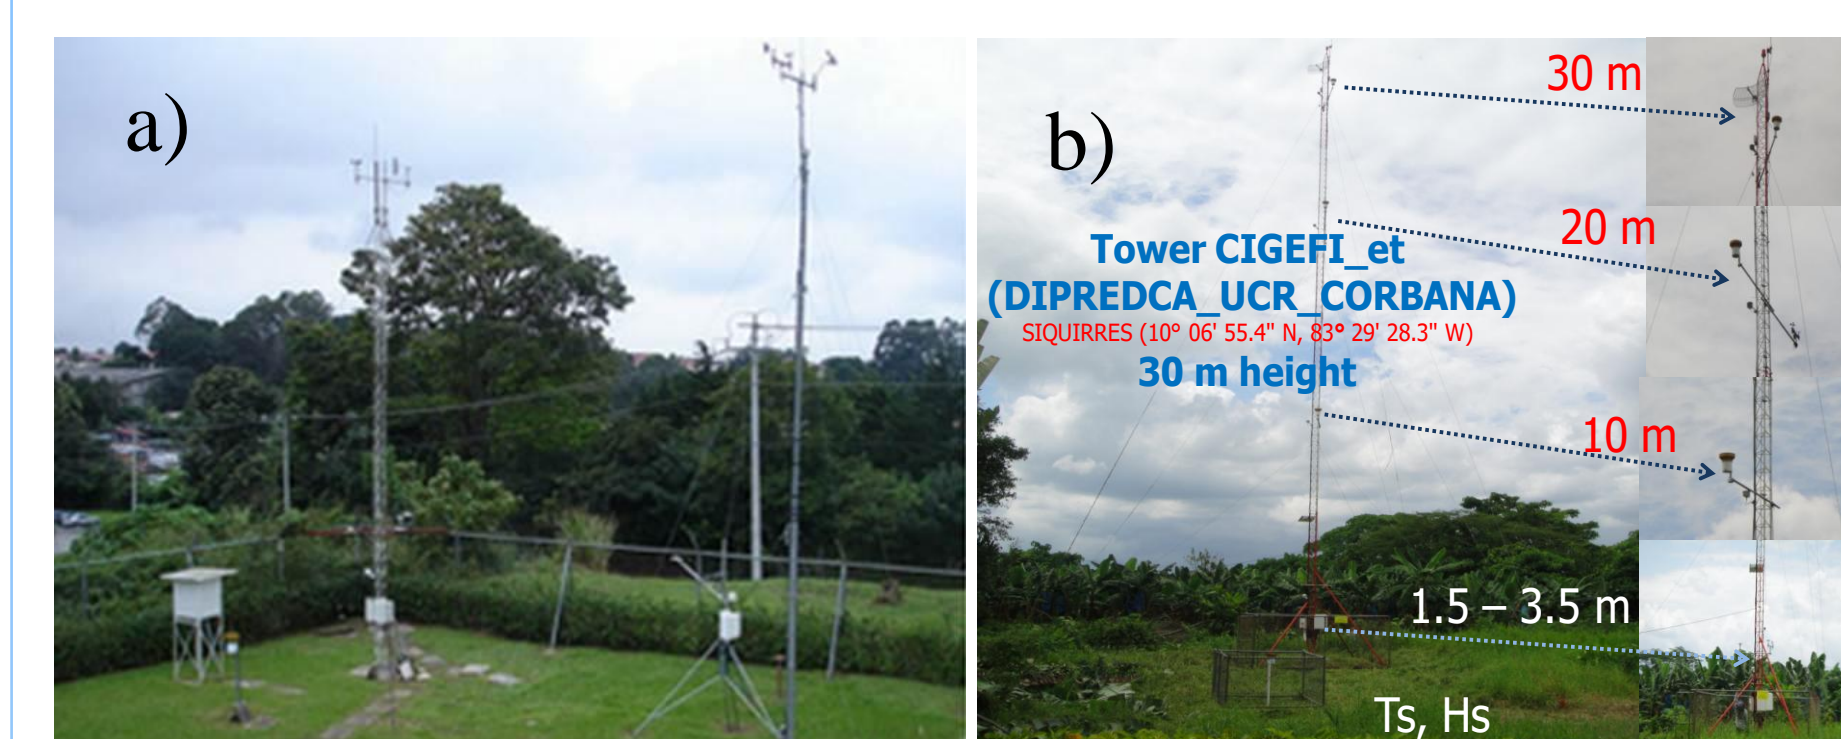 a)
b)
30 m
20 m
Tower CIGEFI_et
(DIPREDCA_UCR_CORBANA)
SIQUIRRES (10° 06' 55.4" N, 83° 29' 28.3" W)
30 m height
10 m
1.5 – 3.5 m
Ts, Hs